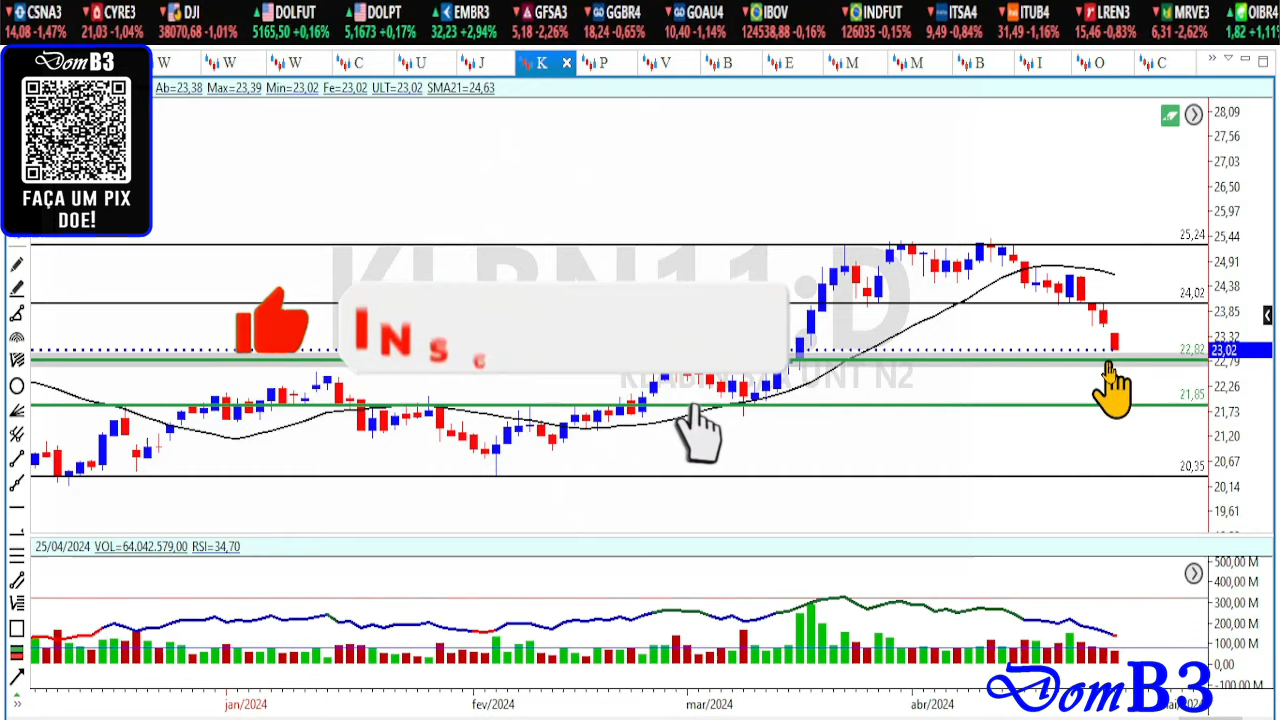 CSNA3 CYRE3 DJI DOLFUT DOLPT EMBR3 GFSA3 GGBR4 GOAU4 IBOV INDFUT ITSA4 ITUB4 LREN3 MRVE3 OIBR4
14,08 -1,47% 21,03 -1,04% 38070,68 -1,01% 5165,50 +0,16% 5,1673 +0,17% 32,23 +2,94% 5,18 -2,26% 18,24 -0,65% 10,40 -1,14% 124538,88 -0,16% 126035 -0,15% 9,49 -0,84% 31,49 -1,16% 15,46 -0,83% 6,31 -2,62% 1,82 +1,11%
DomB3
FAÇA UM PIX
DOE!
W W W C U J K P V B E M M B I O C
Ab=23,38 Max=23,39 Min=23,02 Fe=23,02 ULT=23,02 SMA21=24,63
28,09
27,56
27,03
26,50
25,97
25,24 25,44
24,91
24,38
24,02
23,85
23,32
22,82 23,02
22,79
22,26
21,85
21,73
21,20
20,67
20,35
20,14
19,61
KLBN11:D
INSC
25/04/2024 VOL=64.042.579,00 RSI=34,70
500,00 M
400,00 M
300,00 M
200,00 M
100,00 M
0,00
-100,00 M
jan/2024 fev/2024 mar/2024 abr/2024
DomB3